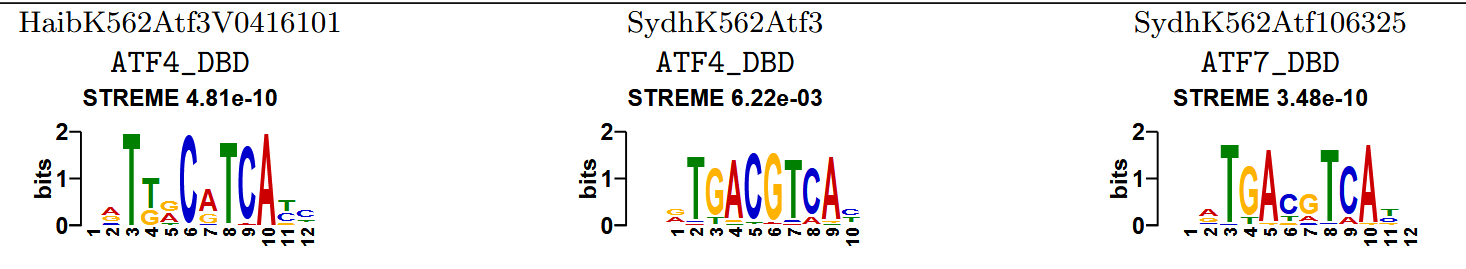 HaibK562Atf3V0416101 SydhK562Atf3 SydhK562Atf106325
ATF4_DBD ATF4_DBD ATF7_DBD
STREME 4.81e-10 STREME 6.22e-03 STREME 3.48e-10
2 2 2
bits bits bits
1 1 1
TGACGTCA
0 0 0
1 2 3 4 5 6 7 8 9 10 11 12 1 2 3 4 5 6 7 8 9 10 1 2 3 4 5 6 7 8 9 10 11 12